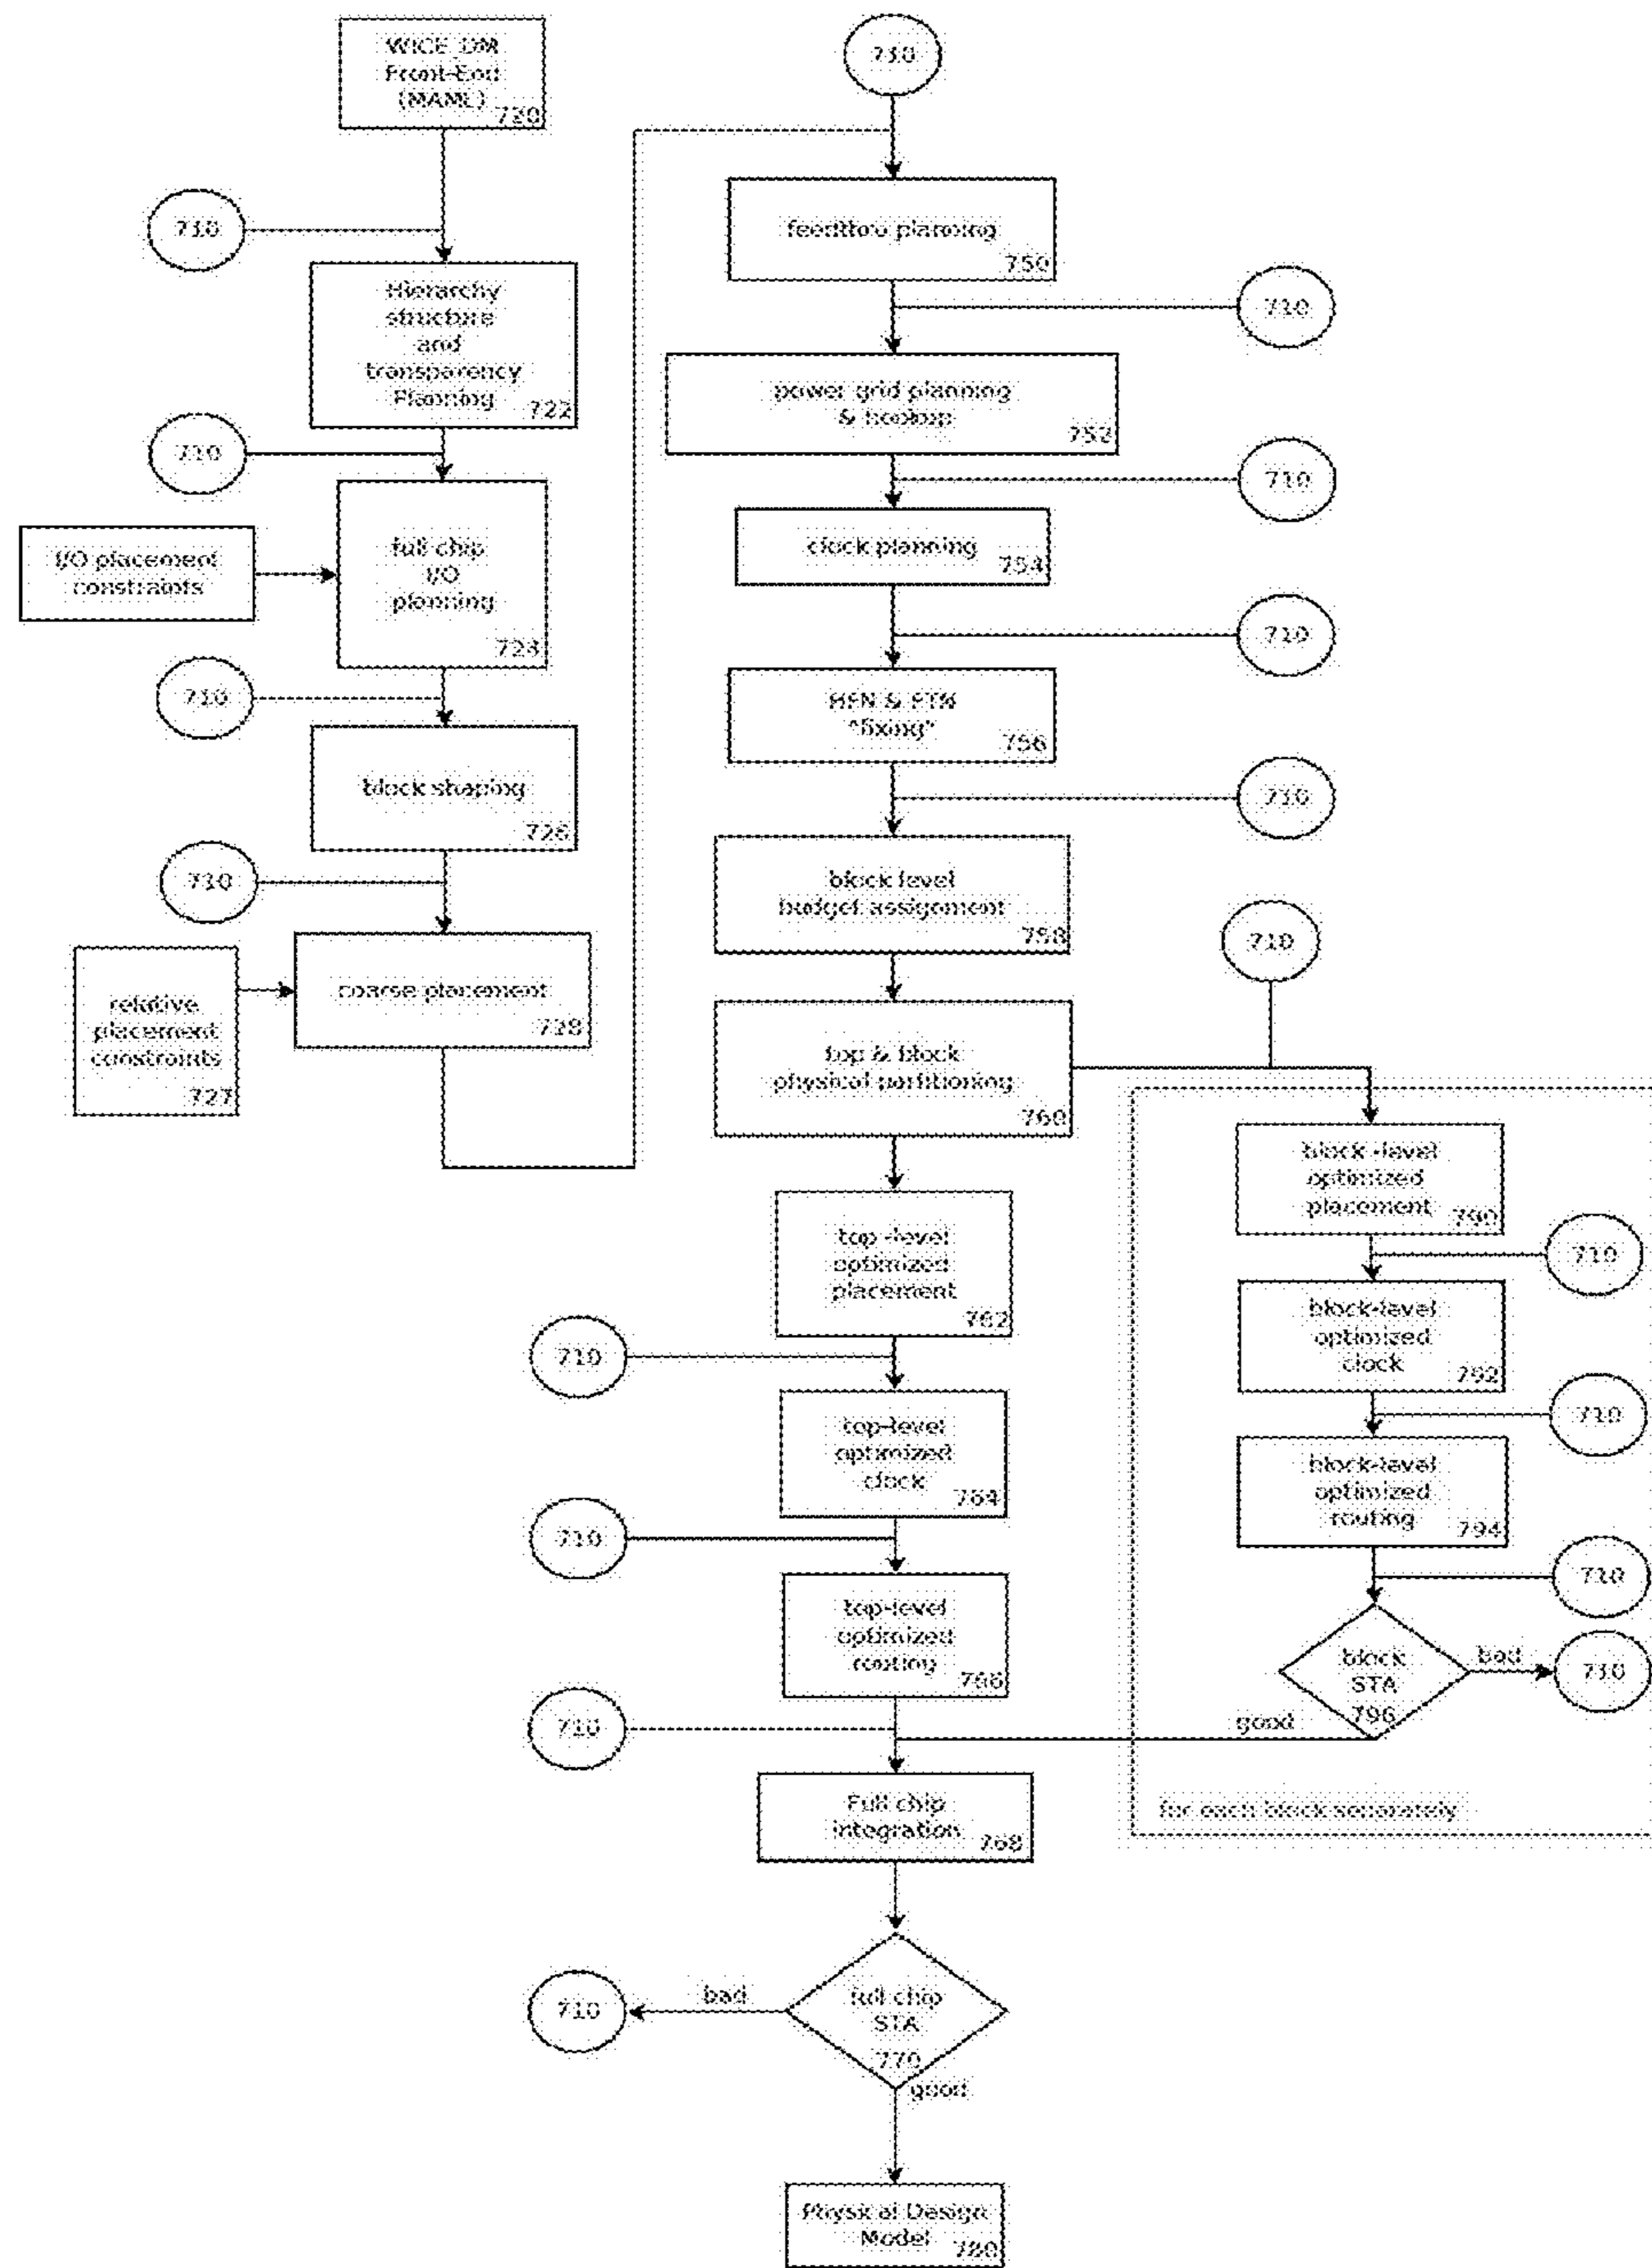 WICE DM
Front-End
(MAML)
720
710
Hierarchy
structure
and
transparency
Planning
722
710
I/O placement
constraints
full chip
I/O
planning
710
block shaping
726
710
relative
placement
constraints
727
coarse placement
728
710
feedthru planning
750
710
power grid planning
& hookup
752
710
clock planning
754
710
HFN &
"fixing"
756
710
block level
budget assignment
758
710
top & block
physical partitioning
760
top-level
optimized
placement
762
710
top-level
optimized
clock
764
710
top-level
optimized
routing
766
710
Full chip
integration
768
full chip
STA
770
bad
710
good
Physical Design
Model
780
block-level
optimized
placement
790
710
block-level
optimized
clock
792
710
block-level
optimized
routing
794
710
block
STA
796
bad
710
good
for each block separately